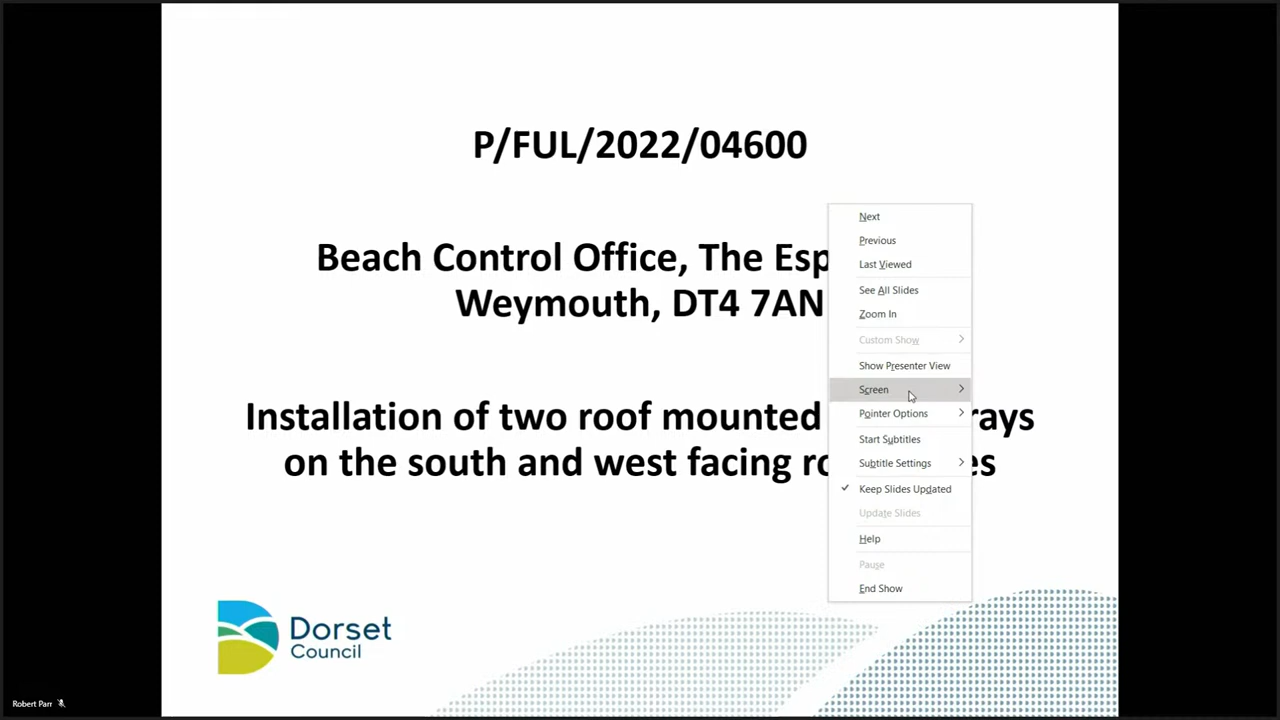 P/FUL/2022/04600
Beach Control Office, The Esp
Weymouth, DT4 7AN
Installation of two roof mounted rays
on the south and west facing ro es
Next
Previous
Last Viewed
See All Slides
Zoom In
Custom Show
Show Presenter View
Screen
Pointer Options
Start Subtitles
Subtitle Settings
Keep Slides Updated
Update Slides
Help
Pause
End Show
Dorset
Council
Robert Parr